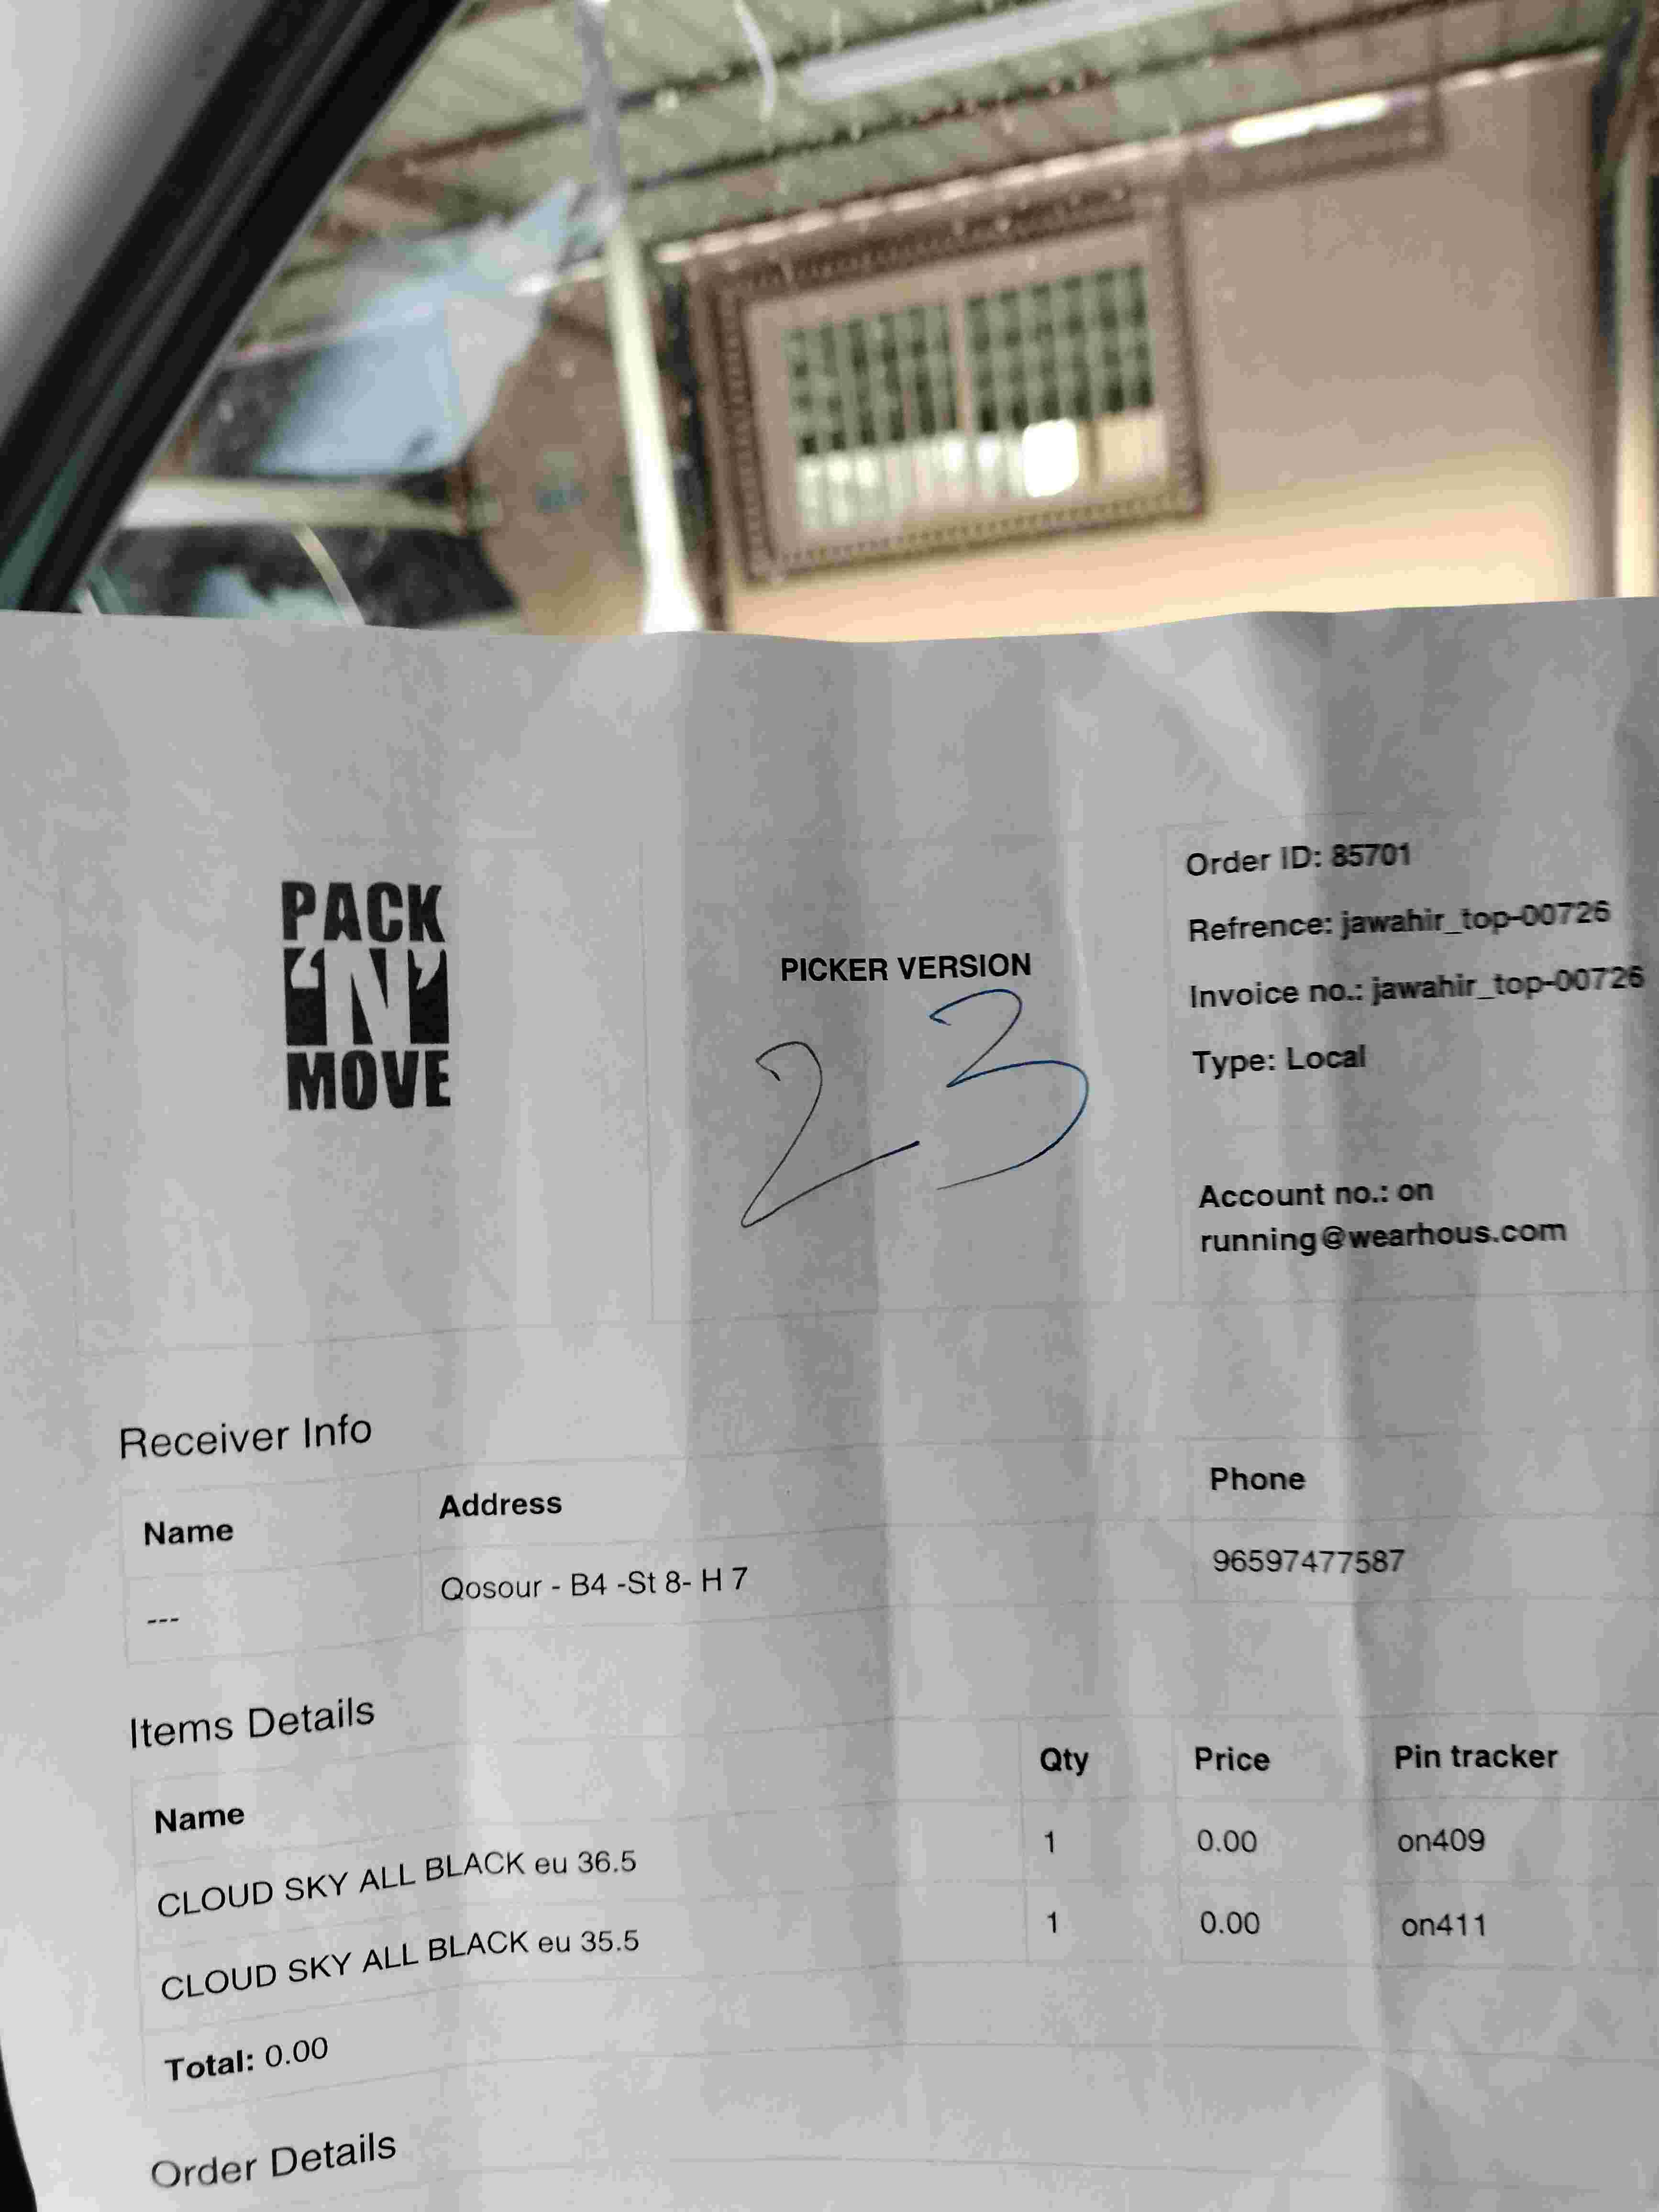 PACK
'N'
MOVE
PICKER VERSION
23
Order ID: 85701
Refrence: jawahir_top-00726
Invoice no.: jawahir_top-00726
Type: Local
Account no.: on
running@wearhous.com
Receiver Info
Name Address Phone
--- Qosour - B4 -St 8- H 7 96597477587
Items Details
Name Qty Price Pin tracker
CLOUD SKY ALL BLACK eu 36.5 1 0.00 on409
CLOUD SKY ALL BLACK eu 35.5 1 0.00 on411
Total: 0.00
Order Details